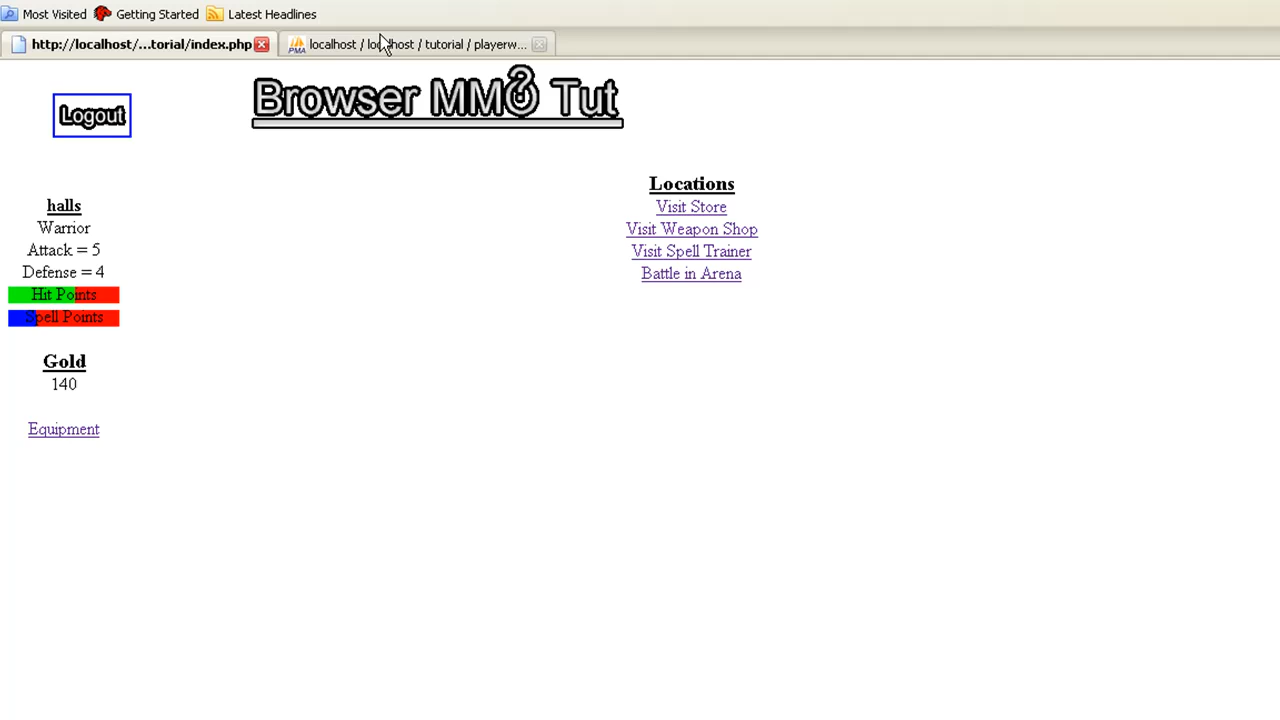 Most Visited Getting Started Latest Headlines
http://localhost/...torial/index.php localhost / localhost / tutorial / playerw...
PMA
Logout
Browser MMO Tut
Locations
Visit Store
Visit Weapon Shop
Visit Spell Trainer
Battle in Arena
halls
Warrior
Attack = 5
Defense = 4
Hit Points
Spell Points
Gold
140
Equipment